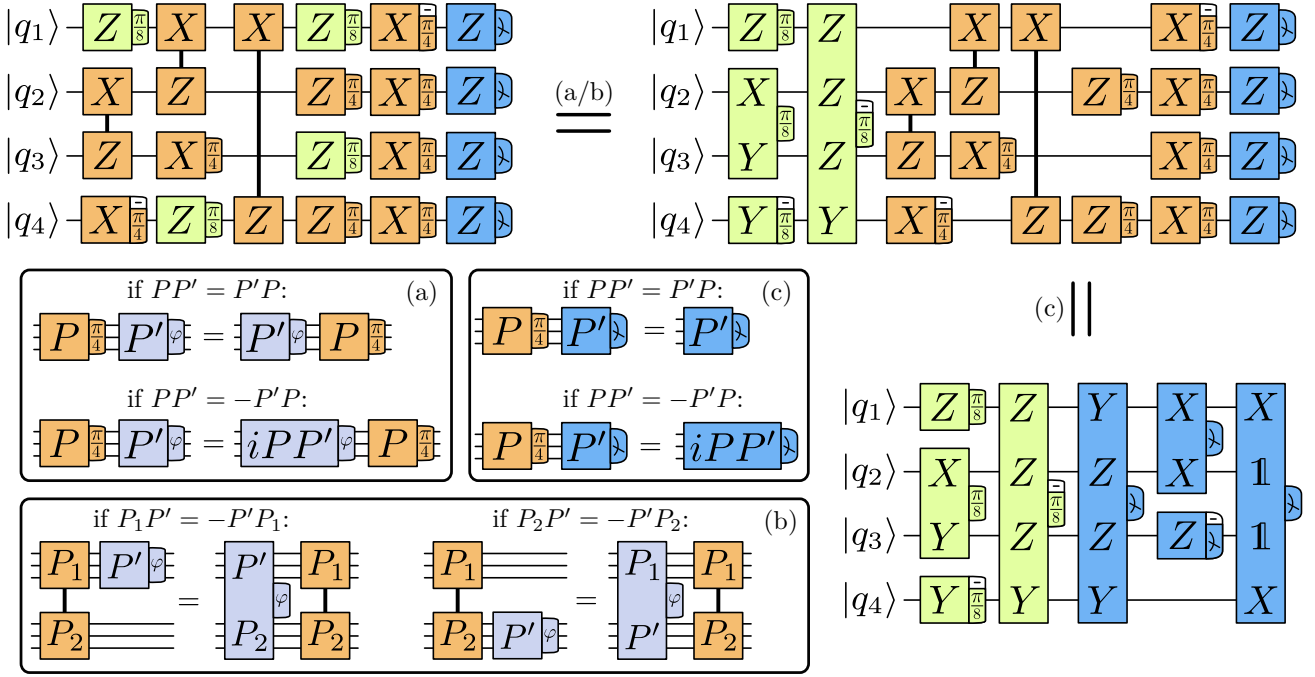 |q₁⟩ Z π/8 X X Z π/8 X -π/4 Z
|q₂⟩ X Z Z π/4 X π/4 Z
|q₃⟩ Z X π/4 Z π/8 X π/4 Z
|q₄⟩ X -π/4 Z π/8 Z Z π/4 X π/4 Z
(a/b)
=
|q₁⟩ Z π/8 Z X X X -π/4 Z
|q₂⟩ X Z X Z Z π/4 X π/4 Z
π/8 -π/8
|q₃⟩ Y Z Z X π/4 X π/4 Z
|q₄⟩ Y -π/8 Y X -π/4 Z Z π/4 X π/4 Z
if PP′ = P′P: (a)
P π/4 P′ φ = P′ φ P π/4
if PP′ = −P′P:
P π/4 P′ φ = iPP′ φ P π/4
if PP′ = P′P: (c)
P π/4 P′ = P′
if PP′ = −P′P:
P π/4 P′ = iPP′
(c)
if P₁P′ = −P′P₁: if P₂P′ = −P′P₂: (b)
P₁ P′ φ P′ P₁ P₁ P₁ P₁
= φ = φ
P₂ P₂ P₂ P₂ P′ φ P′ P₂
|q₁⟩ Z π/8 Z Y X X
|q₂⟩ X Z Z X 𝟙
π/8 -π/8
|q₃⟩ Y Z Z Z - 𝟙
|q₄⟩ Y -π/8 Y Y X